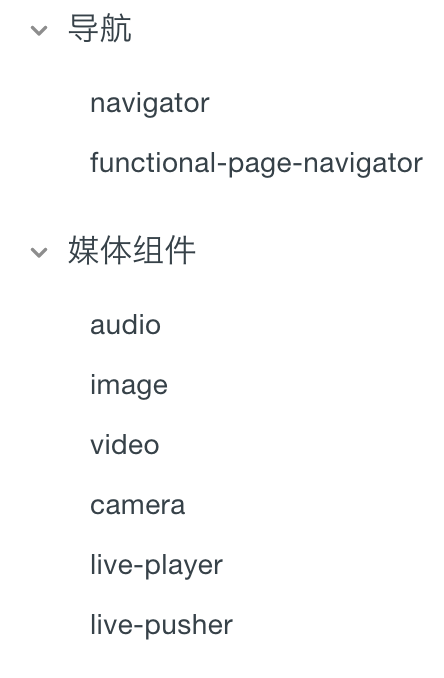 导航
navigator
functional-page-navigator
媒体组件
audio
image
video
camera
live-player
live-pusher